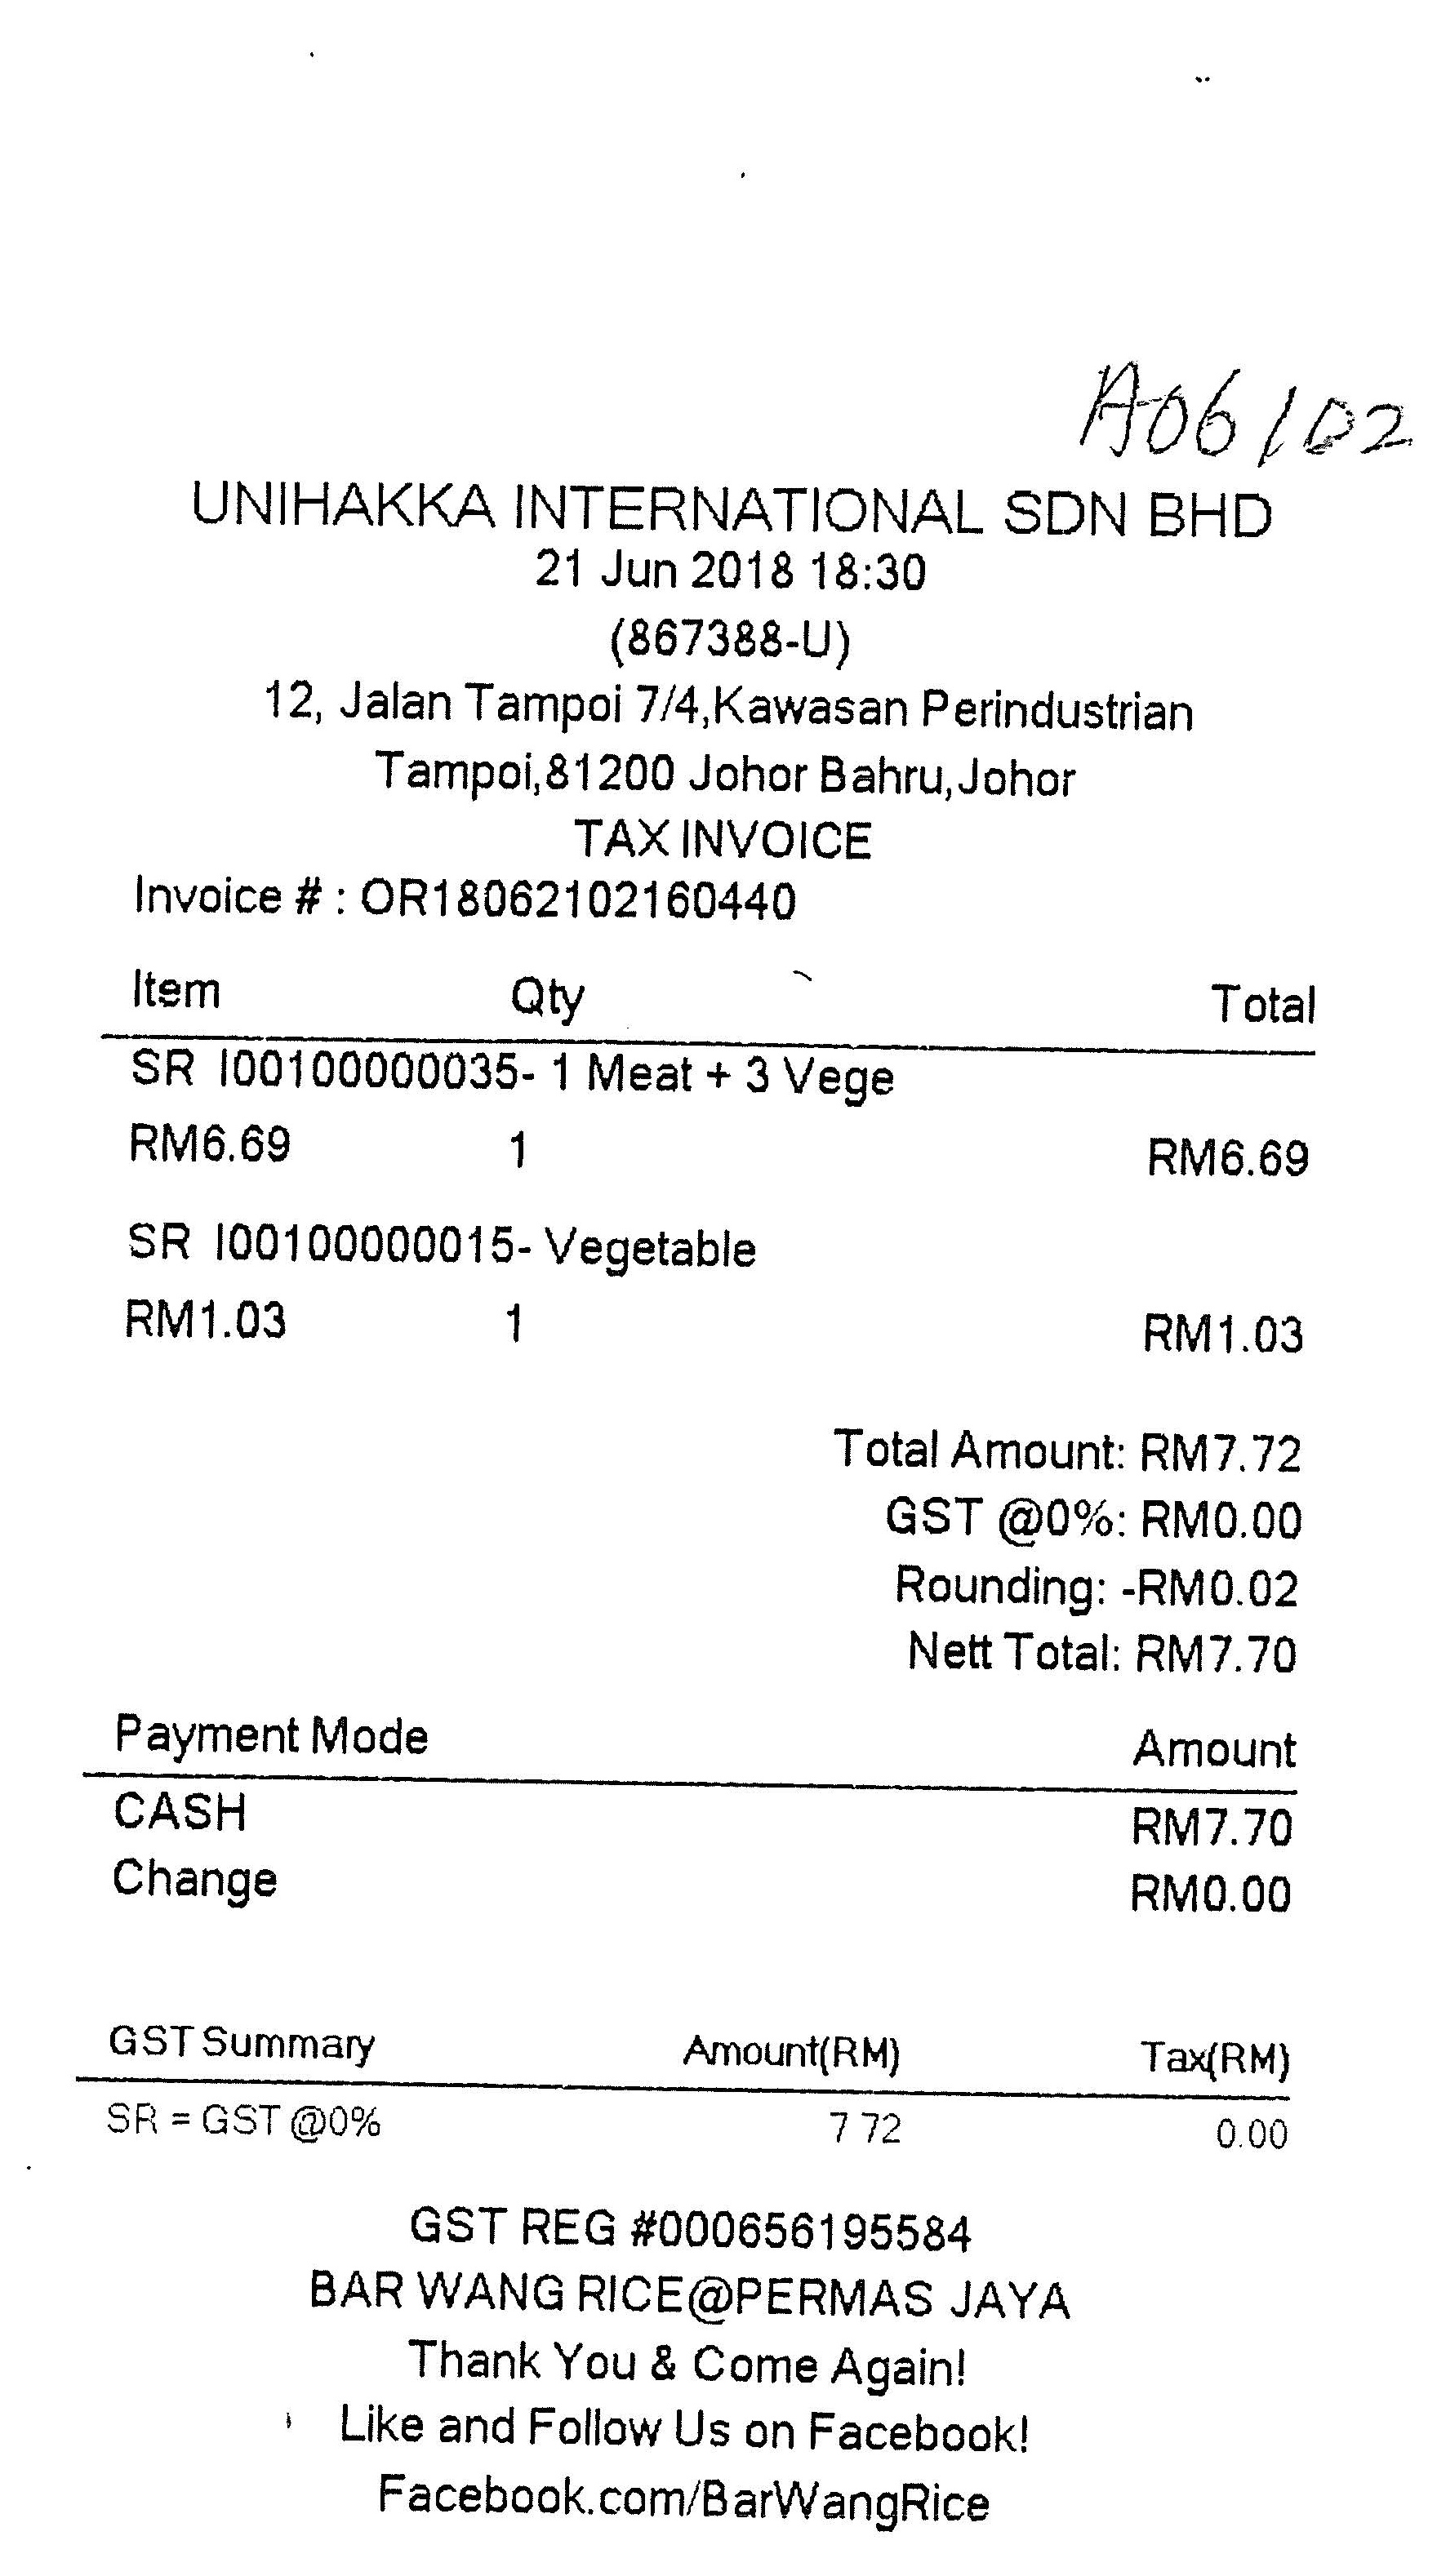 A06/102
UNIHAKKA INTERNATIONAL SDN BHD
21 Jun 2018 18:30
(867388-U)
12, Jalan Tampoi 7/4,Kawasan Perindustrian
Tampoi,81200 Johor Bahru,Johor
TAX INVOICE
Invoice # : OR18062102160440
Item Qty Total
SR I00100000035- 1 Meat + 3 Vege
RM6.69 1 RM6.69
SR I00100000015- Vegetable
RM1.03 1 RM1.03
Total Amount: RM7.72
GST @0%: RM0.00
Rounding: -RM0.02
Nett Total: RM7.70
Payment Mode Amount
CASH RM7.70
Change RM0.00
GST Summary Amount(RM) Tax(RM)
SR = GST @0% 7 72 0.00
GST REG #000656195584
BAR WANG RICE@PERMAS JAYA
Thank You & Come Again!
Like and Follow Us on Facebook!
Facebook.com/BarWangRice